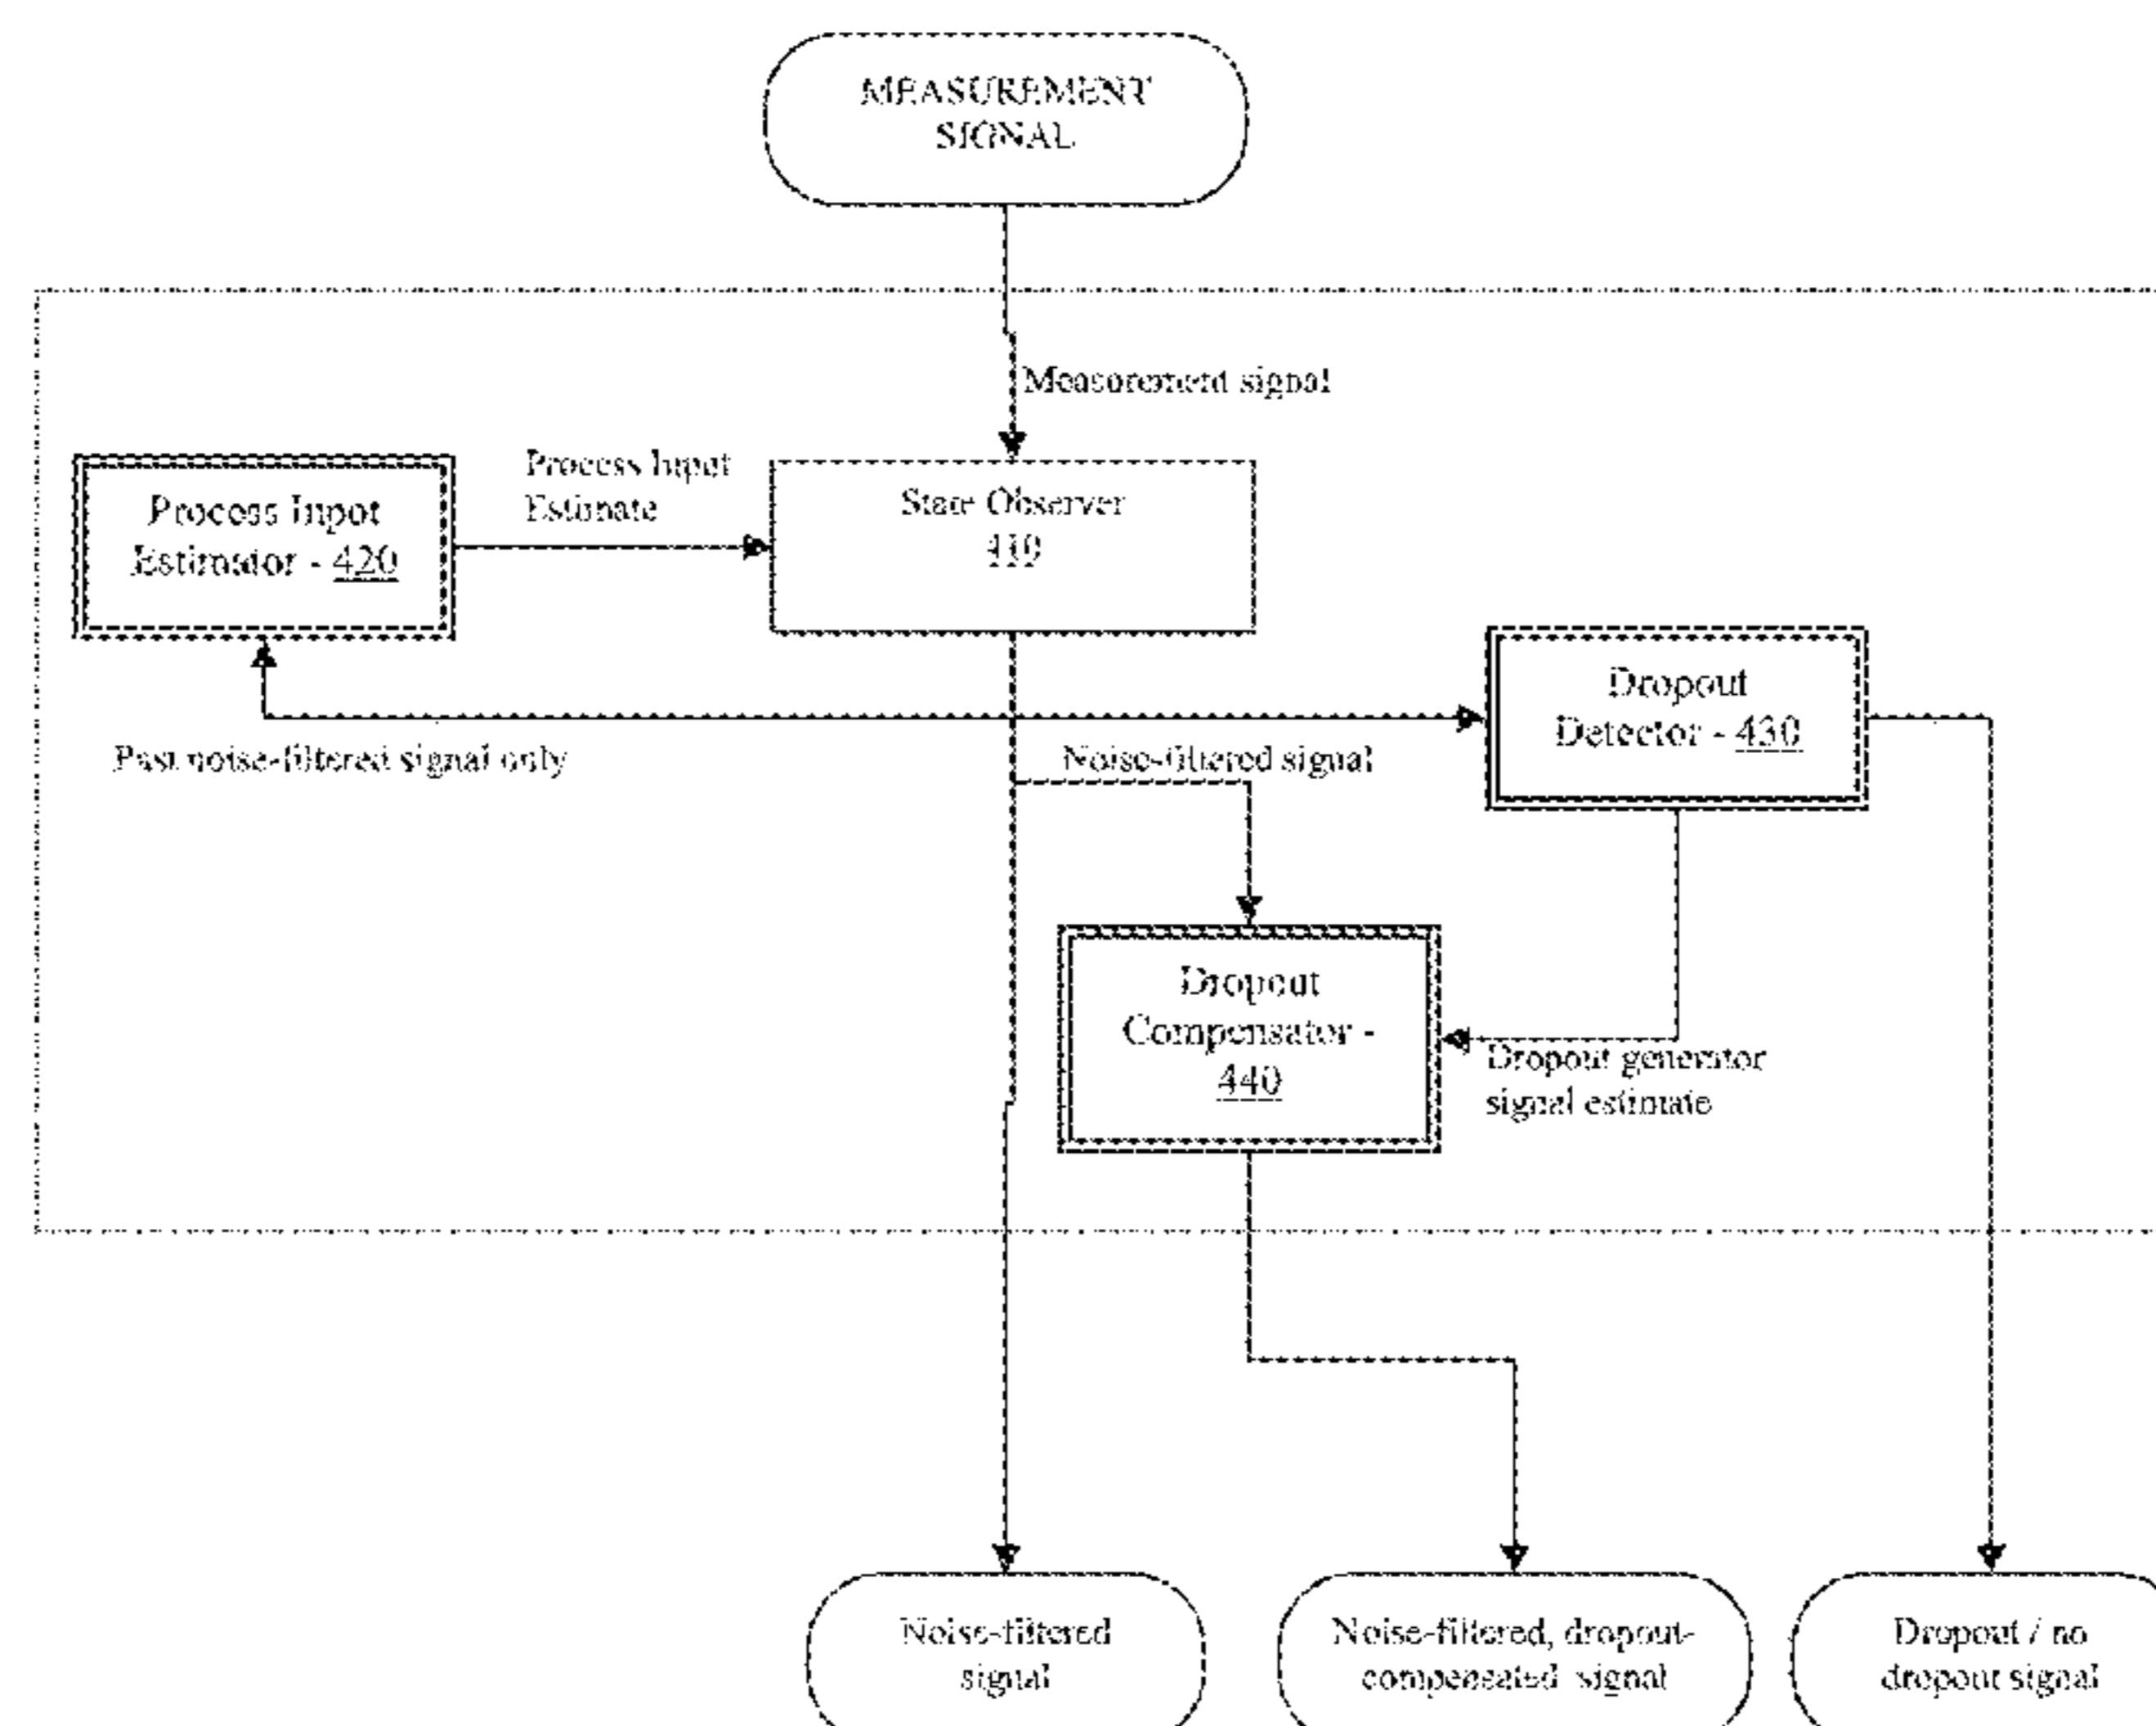 MEASUREMENT
SIGNAL
Measurement signal
Process Input
Estimate
Process Input
Estimator - 420
State Observer
410
Dropout
Detector - 430
Past noise-filtered signal only
Noise-filtered signal
Dropout
Compensator -
440
Dropout generator
signal estimate
Noise-filtered
signal
Noise-filtered, dropout-
compensated signal
Dropout / no
dropout signal